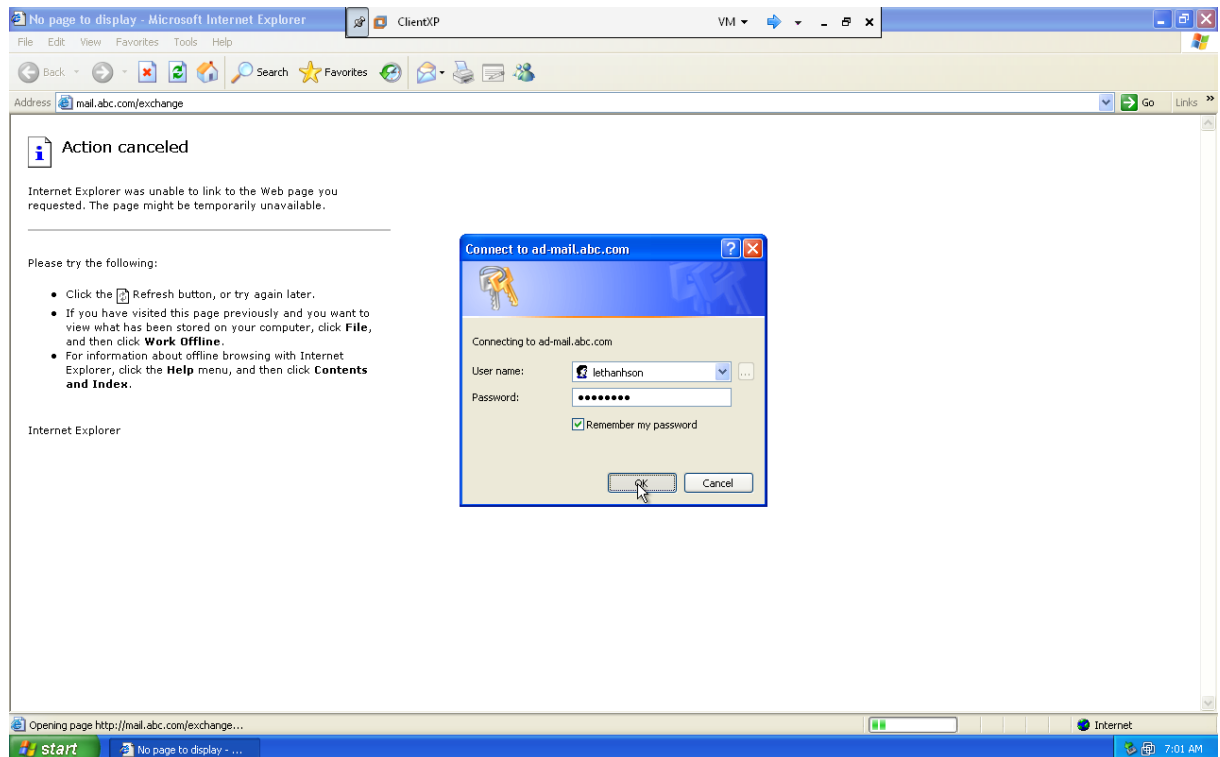 No page to display - Microsoft Internet Explorer
ClientXP
VM
File Edit View Favorites Tools Help
Back Search Favorites
Address mail.abc.com/exchange Go Links »
Action canceled
Internet Explorer was unable to link to the Web page you
requested. The page might be temporarily unavailable.
Please try the following:
• Click the Refresh button, or try again later.
• If you have visited this page previously and you want to
view what has been stored on your computer, click File,
and then click Work Offline.
• For information about offline browsing with Internet
Explorer, click the Help menu, and then click Contents
and Index.
Internet Explorer
Connect to ad-mail.abc.com
Connecting to ad-mail.abc.com
User name: lethanhson
...
Password: ••••••••
Remember my password
OK Cancel
Opening page http://mail.abc.com/exchange...
Internet
start No page to display - ... 7:01 AM